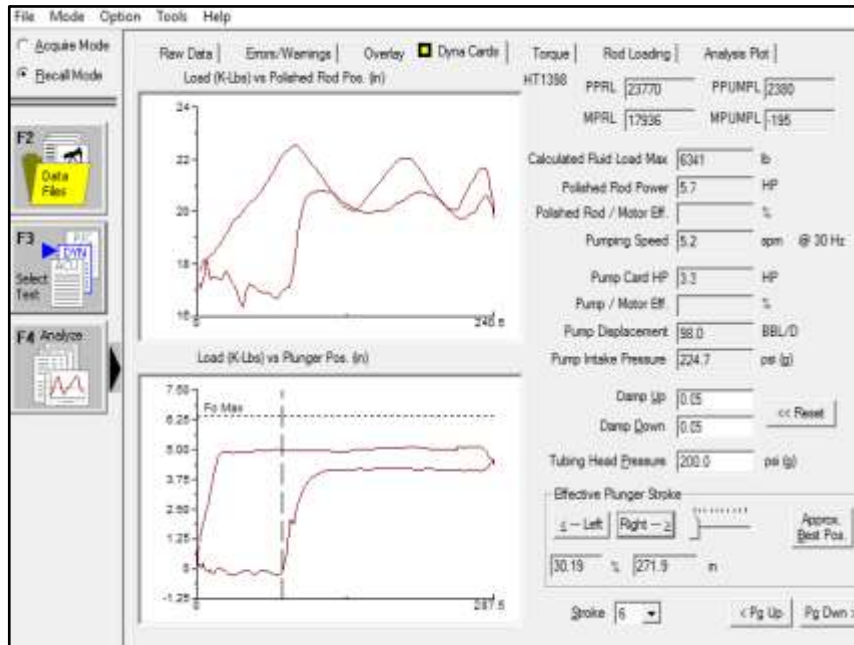 File Mode Option Tools Help
Acquire Mode
Recall Mode
F2
Data
Files
F3
Select
Test
F4 Analyze
Raw Data Errors/Warnings Overlay Dyna Cards Torque Rod Loading Analysis Plot
Load (K-Lbs) vs Polished Rod Pos. (in)
24
22
20
18
16
0
Load (K-Lbs) vs Plunger Pos. (in)
7.50
6.25
5.00
3.75
2.50
1.25
0
-1.25
Fo Max
0
HT1398
PPRL 23770 PPUMPL 2380
MPRL 17936 MPUMPL -195
Calculated Fluid Load Max 6341 lb
Polished Rod Power 5.7 HP
Polished Rod / Motor Eff. %
Pumping Speed 5.2 spm @ 30 Hz
Pump Card HP 3.3 HP
Pump / Motor Eff. %
Pump Displacement 98.0 BBL/D
Pump Intake Pressure 224.7 psi (g)
Damp Up 0.05
Damp Down 0.05
<< Reset
Tubing Head Pressure 200.0 psi (g)
Effective Plunger Stroke
< -- Left Right -- >
Approx.
Best Pos.
30.19 %
Stroke 6
< Pg Up Pg Dwn >